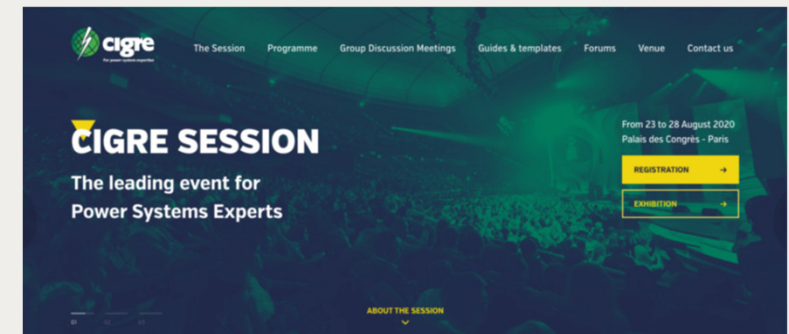 cigre
For power system expertise
The Session
Programme
Group Discussion Meetings
Guides & templates
Forums
Venue
Contact us
CIGRE SESSION
The leading event for
Power Systems Experts
From 23 to 28 August 2020
Palais des Congrès - Paris
REGISTRATION
EXHIBITION
ABOUT THE SESSION
01
02
03